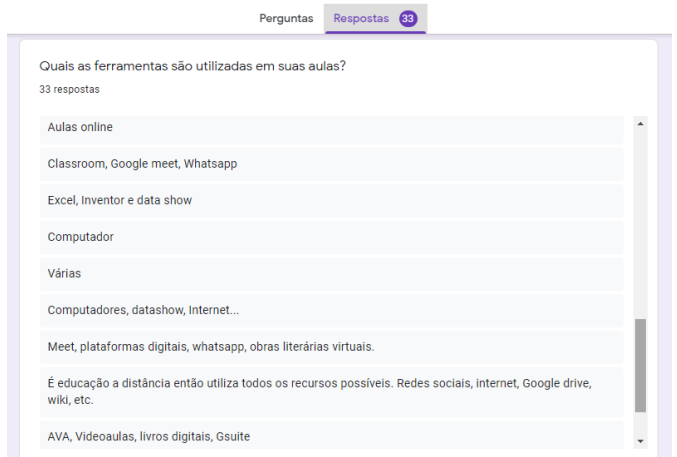 Perguntas Respostas 33
Quais as ferramentas são utilizadas em suas aulas?
33 respostas
Aulas online
Classroom, Google meet, Whatsapp
Excel, Inventor e data show
Computador
Várias
Computadores, datashow, Internet...
Meet, plataformas digitais, whatsapp, obras literárias virtuais.
É educação a distância então utiliza todos os recursos possíveis. Redes sociais, internet, Google drive,
wiki, etc.
AVA, Videoaulas, livros digitais, Gsuite